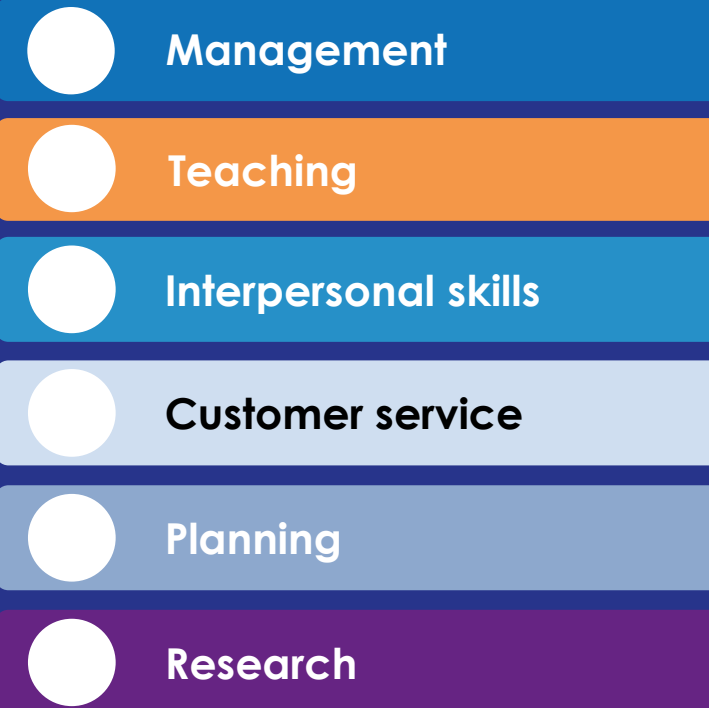 Management
Teaching
Interpersonal skills
Customer service
Planning
Research